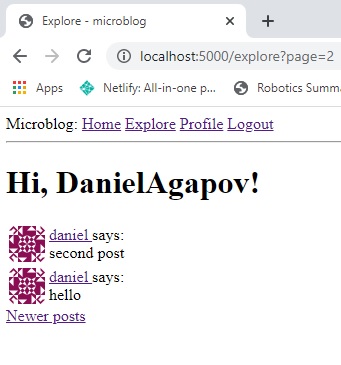 Explore - microblog
localhost:5000/explore?page=2
Apps Netlify: All-in-one p... Robotics Summa
Microblog: Home Explore Profile Logout
Hi, DanielAgapov!
daniel says:
second post
daniel says:
hello
Newer posts